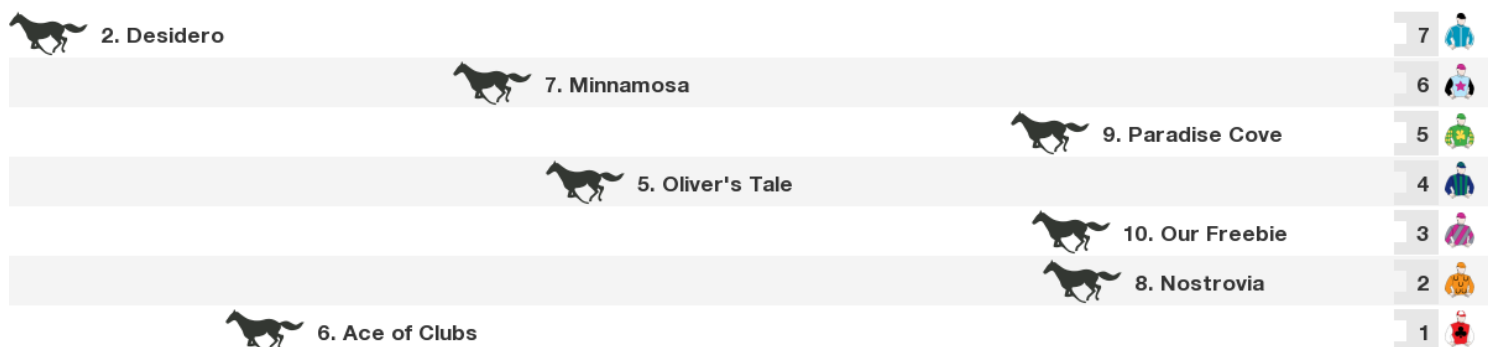 2. Desidero 7
7. Minnamosa 6
9. Paradise Cove 5
5. Oliver's Tale 4
10. Our Freebie 3
8. Nostrovia 2
6. Ace of Clubs 1